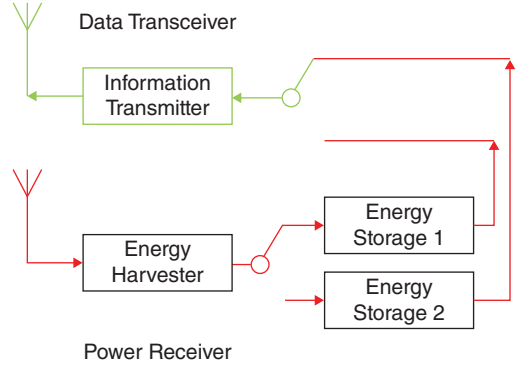 Data Transceiver
Information
Transmitter
Energy
Harvester
Energy
Storage 1
Energy
Storage 2
Power Receiver